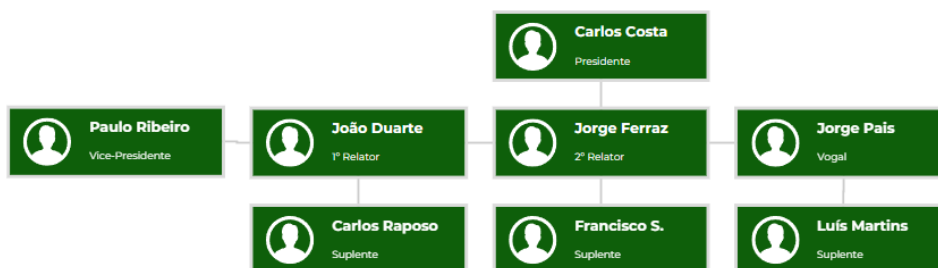 Carlos Costa
Presidente
Paulo Ribeiro
Vice-Presidente
João Duarte
1º Relator
Jorge Ferraz
2º Relator
Jorge Pais
Vogal
Carlos Raposo
Suplente
Francisco S.
Suplente
Luís Martins
Suplente